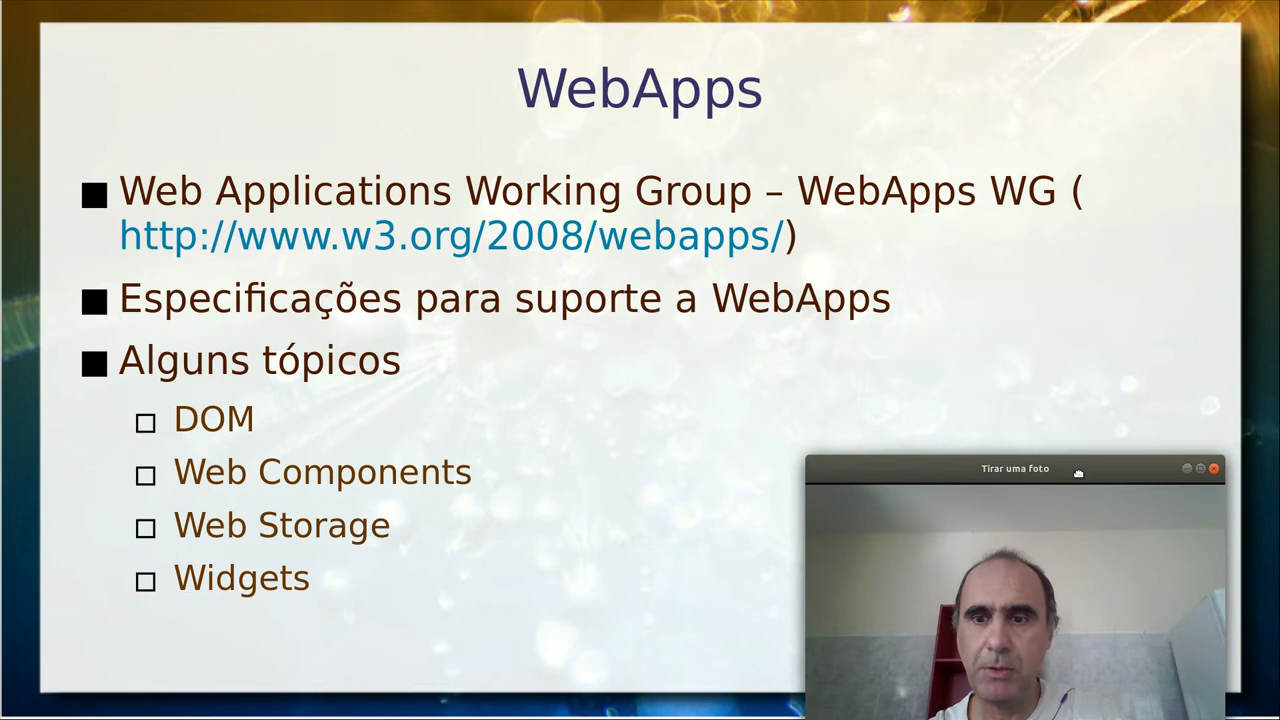 WebApps
Web Applications Working Group – WebApps WG (
http://www.w3.org/2008/webapps/)
Especificações para suporte a WebApps
Alguns tópicos
DOM
Web Components
Web Storage
Widgets
Tirar uma foto